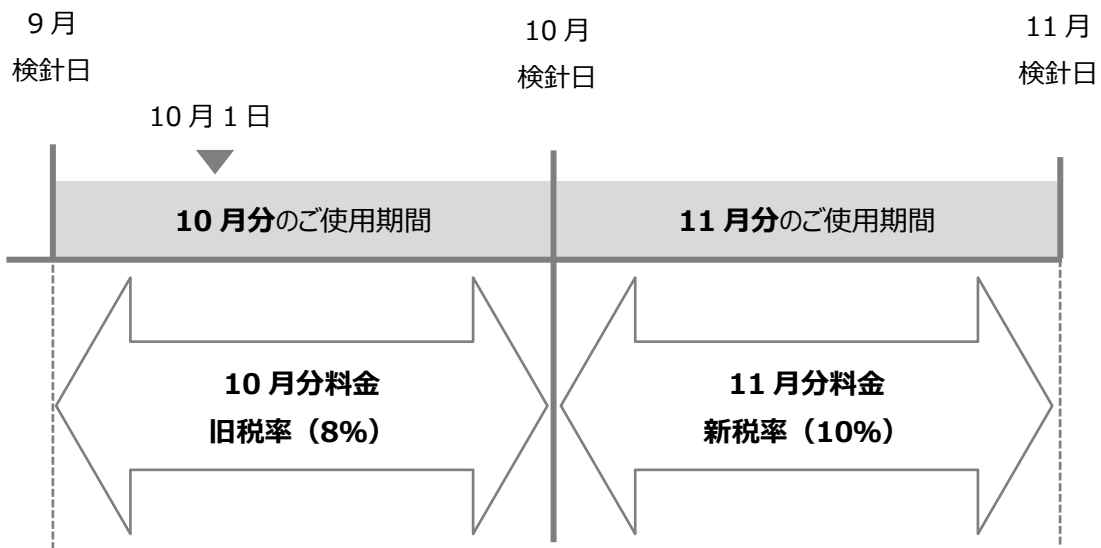 9月
検針日
10月
検針日
11月
検針日
10月1日
10月分のご使用期間
11月分のご使用期間
10月分料金
旧税率（8%）
11月分料金
新税率（10%）